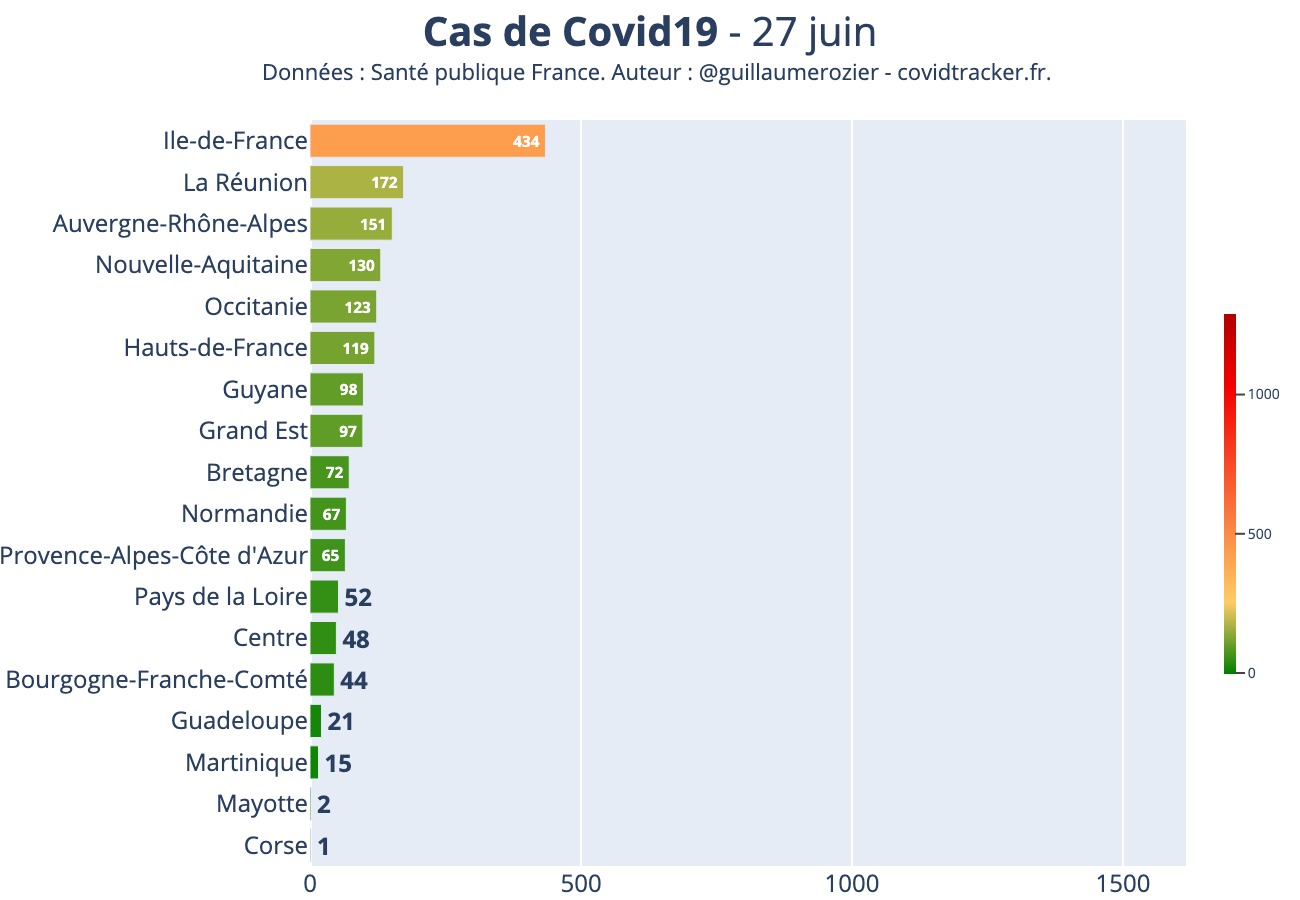 Cas de Covid19 - 27 juin
Données : Santé publique France. Auteur : @guillaumerozier - covidtracker.fr.
Ile-de-France 434
La Réunion 172
Auvergne-Rhône-Alpes 151
Nouvelle-Aquitaine 130
Occitanie 123
Hauts-de-France 119
Guyane 98
Grand Est 97
Bretagne 72
Normandie 67
Provence-Alpes-Côte d'Azur 65
Pays de la Loire 52
Centre 48
Bourgogne-Franche-Comté 44
Guadeloupe 21
Martinique 15
Mayotte 2
Corse 1
0 500 1000 1500
1000
500
0